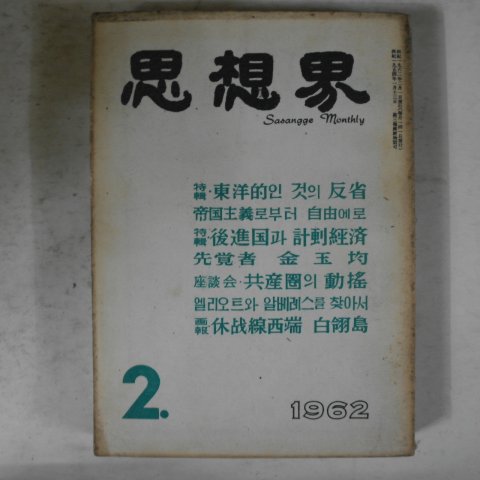 思想界
Sasangge Monthly
特輯·東洋的인 것의 反省
帝国主義로부터 自由에로
特輯·後進国과 計劃経済
先覚者 金玉均
座談会·共産圏의 動搖
엘리오트와 알베레스를 찾아서
画報·休战線西端 白翎島
2.
1962